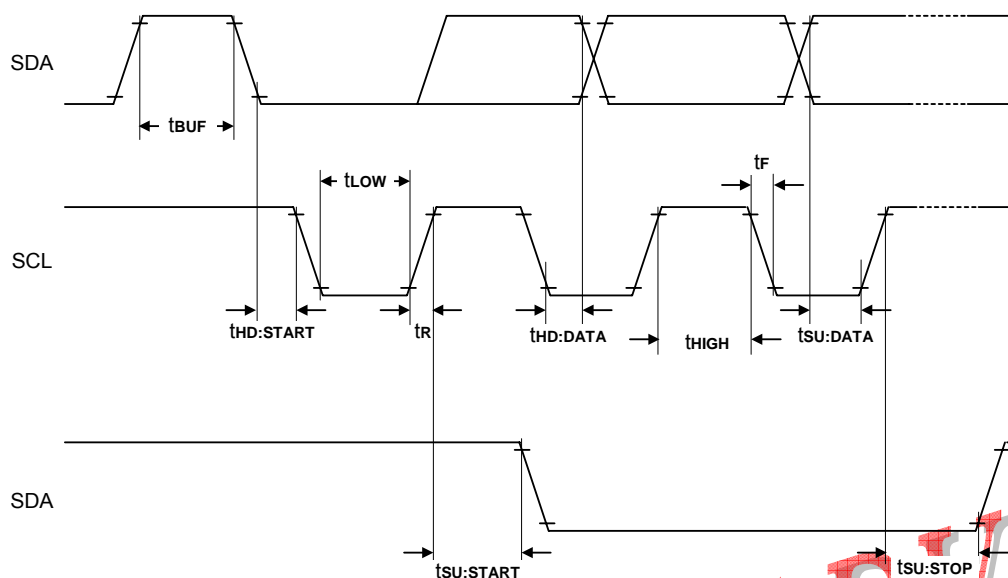 SDA
tBUF
tLOW
tF
SCL
tHD:START
tR
tHD:DATA
tHIGH
tSU:DATA
SDA
tSU:START
tSU:STOP